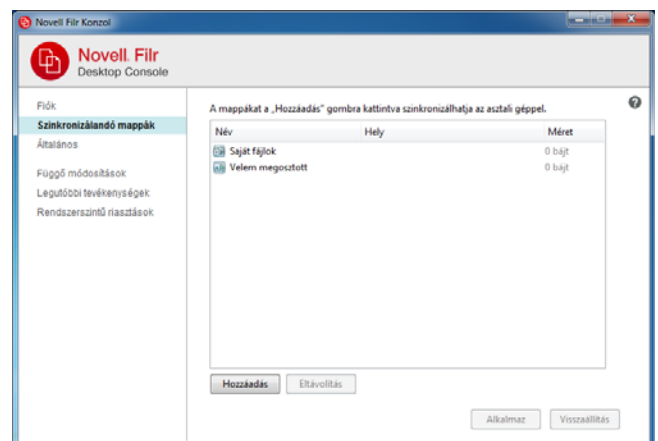 Novell Filr Konzol
Novell. Filr
Desktop Console
Fiók
Szinkronizálandó mappák
Általános
Függő módosítások
Legutóbbi tevékenységek
Rendszerszintű riasztások
A mappákat a „Hozzáadás” gombra kattintva szinkronizálhatja az asztali géppel.
Név Hely Méret
Saját fájlok 0 bájt
Velem megosztott 0 bájt
Hozzáadás Eltávolítás
Alkalmaz Visszaállítás